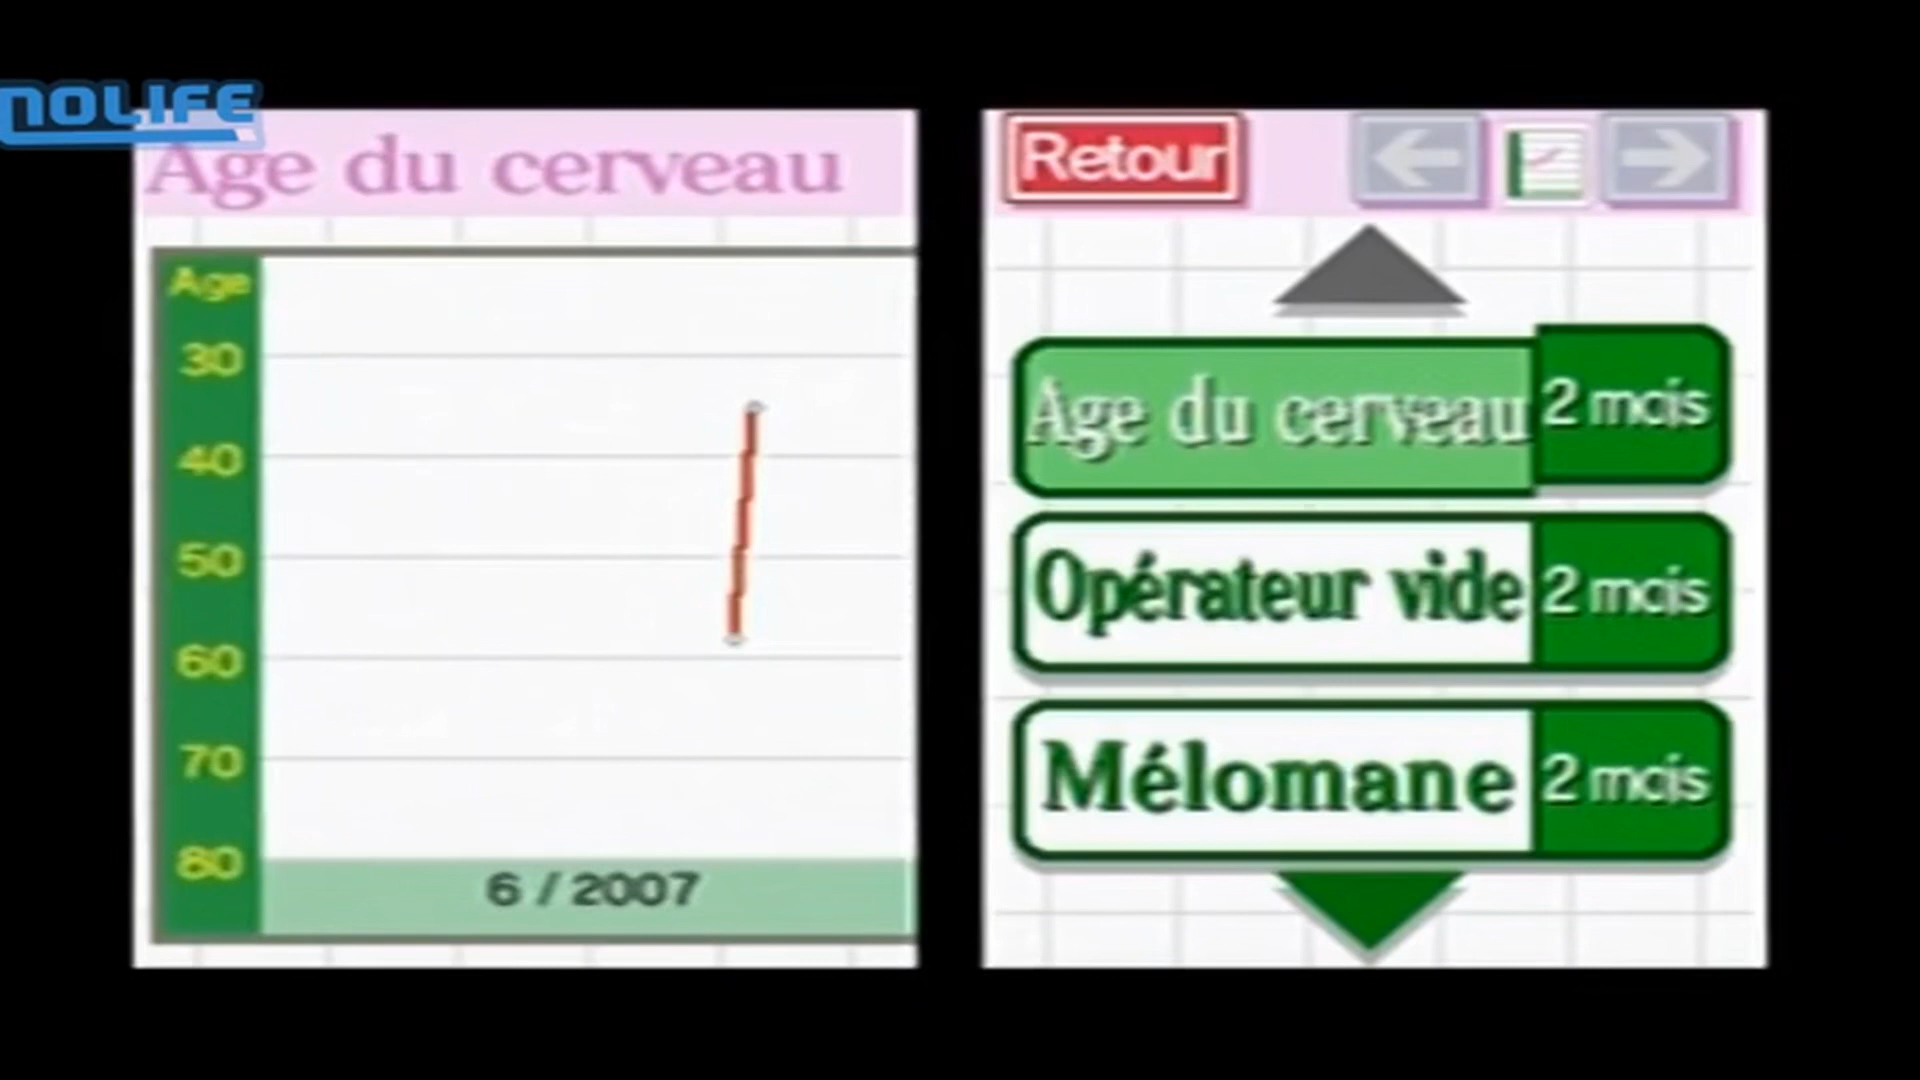 NOLIFE
Age du cerveau
Age
30
40
50
60
70
80
6 / 2007
Retour
Age du cerveau 2 mois
Opérateur vide 2 mois
Mélomane 2 mois